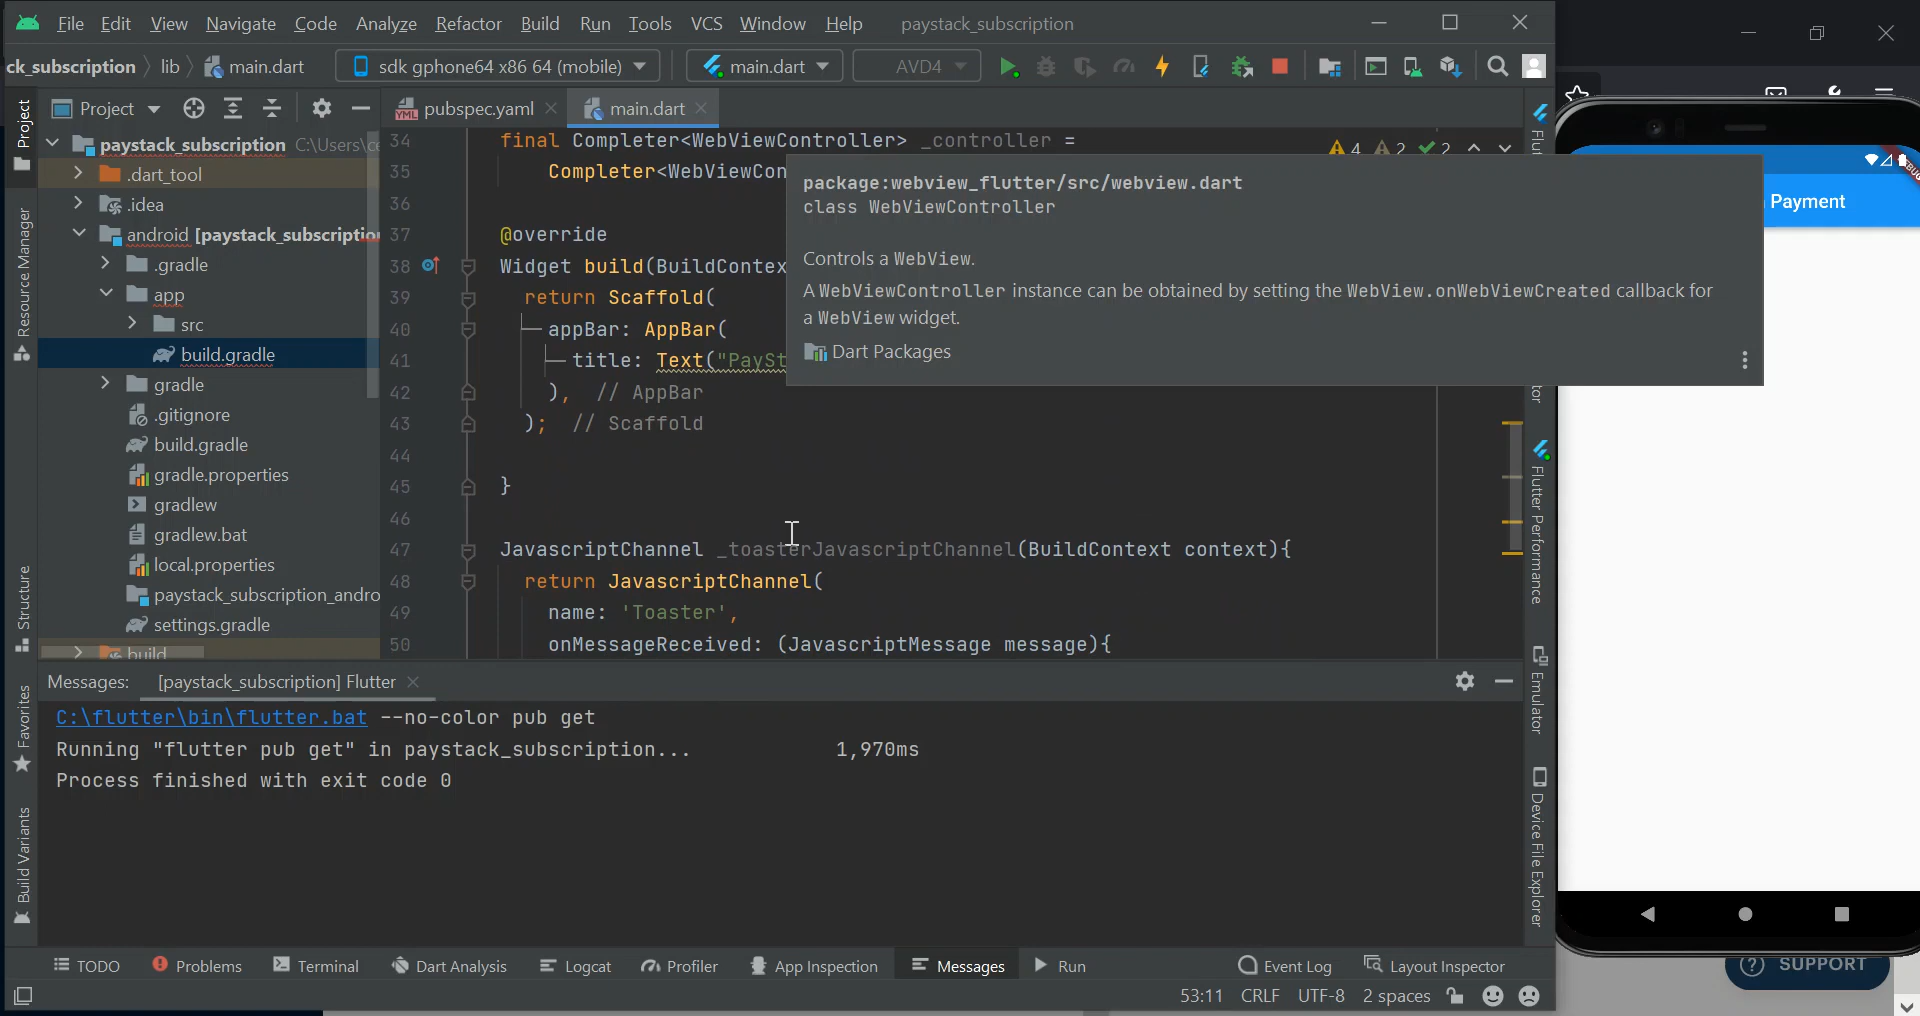 File Edit View Navigate Code Analyze Refactor Build Run Tools VCS Window Help paystack_subscription
ck_subscription lib main.dart sdk gphone64 x86 64 (mobile) main.dart AVD4
Project
pubspec.yaml main.dart
paystack_subscription C:\Users\ce
.dart_tool
.idea
android [paystack_subscription
.gradle
app
src
build.gradle
gradle
.gitignore
build.gradle
gradle.properties
gradlew
gradlew.bat
local.properties
paystack_subscription_andro
settings.gradle
build
34 final Completer<WebViewController> _controller =
35 Completer<WebViewCon
36
37 @override
38 Widget build(BuildContex
39 return Scaffold(
40 appBar: AppBar(
41 title: Text("PaySt
42 ), // AppBar
43 ); // Scaffold
44
45 }
46
47 JavascriptChannel _toasterJavascriptChannel(BuildContext context){
48 return JavascriptChannel(
49 name: 'Toaster',
50 onMessageReceived: (JavascriptMessage message){
4 2 2
package:webview_flutter/src/webview.dart
class WebViewController
Controls a WebView.
A WebViewController instance can be obtained by setting the WebView.onWebViewCreated callback for
a WebView widget.
Dart Packages
Project
Resource Manager
Structure
Favorites
Build Variants
Flutter Performance
Emulator
Device File Explorer
Payment
SUPPORT
Messages: [paystack_subscription] Flutter
C:\flutter\bin\flutter.bat --no-color pub get
Running "flutter pub get" in paystack_subscription... 1,970ms
Process finished with exit code 0
TODO Problems Terminal Dart Analysis Logcat Profiler App Inspection Messages Run Event Log Layout Inspector
53:11 CRLF UTF-8 2 spaces